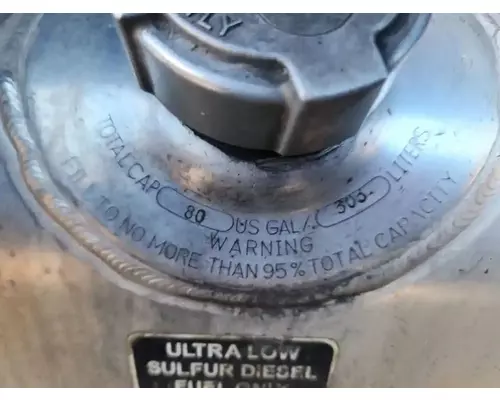 ONLY
TOTAL CAP 80 US GAL/ 303 LITERS
WARNING
FILL TO NO MORE THAN 95% TOTAL CAPACITY
ULTRA LOW
SULFUR DIESEL
FUEL ONLY